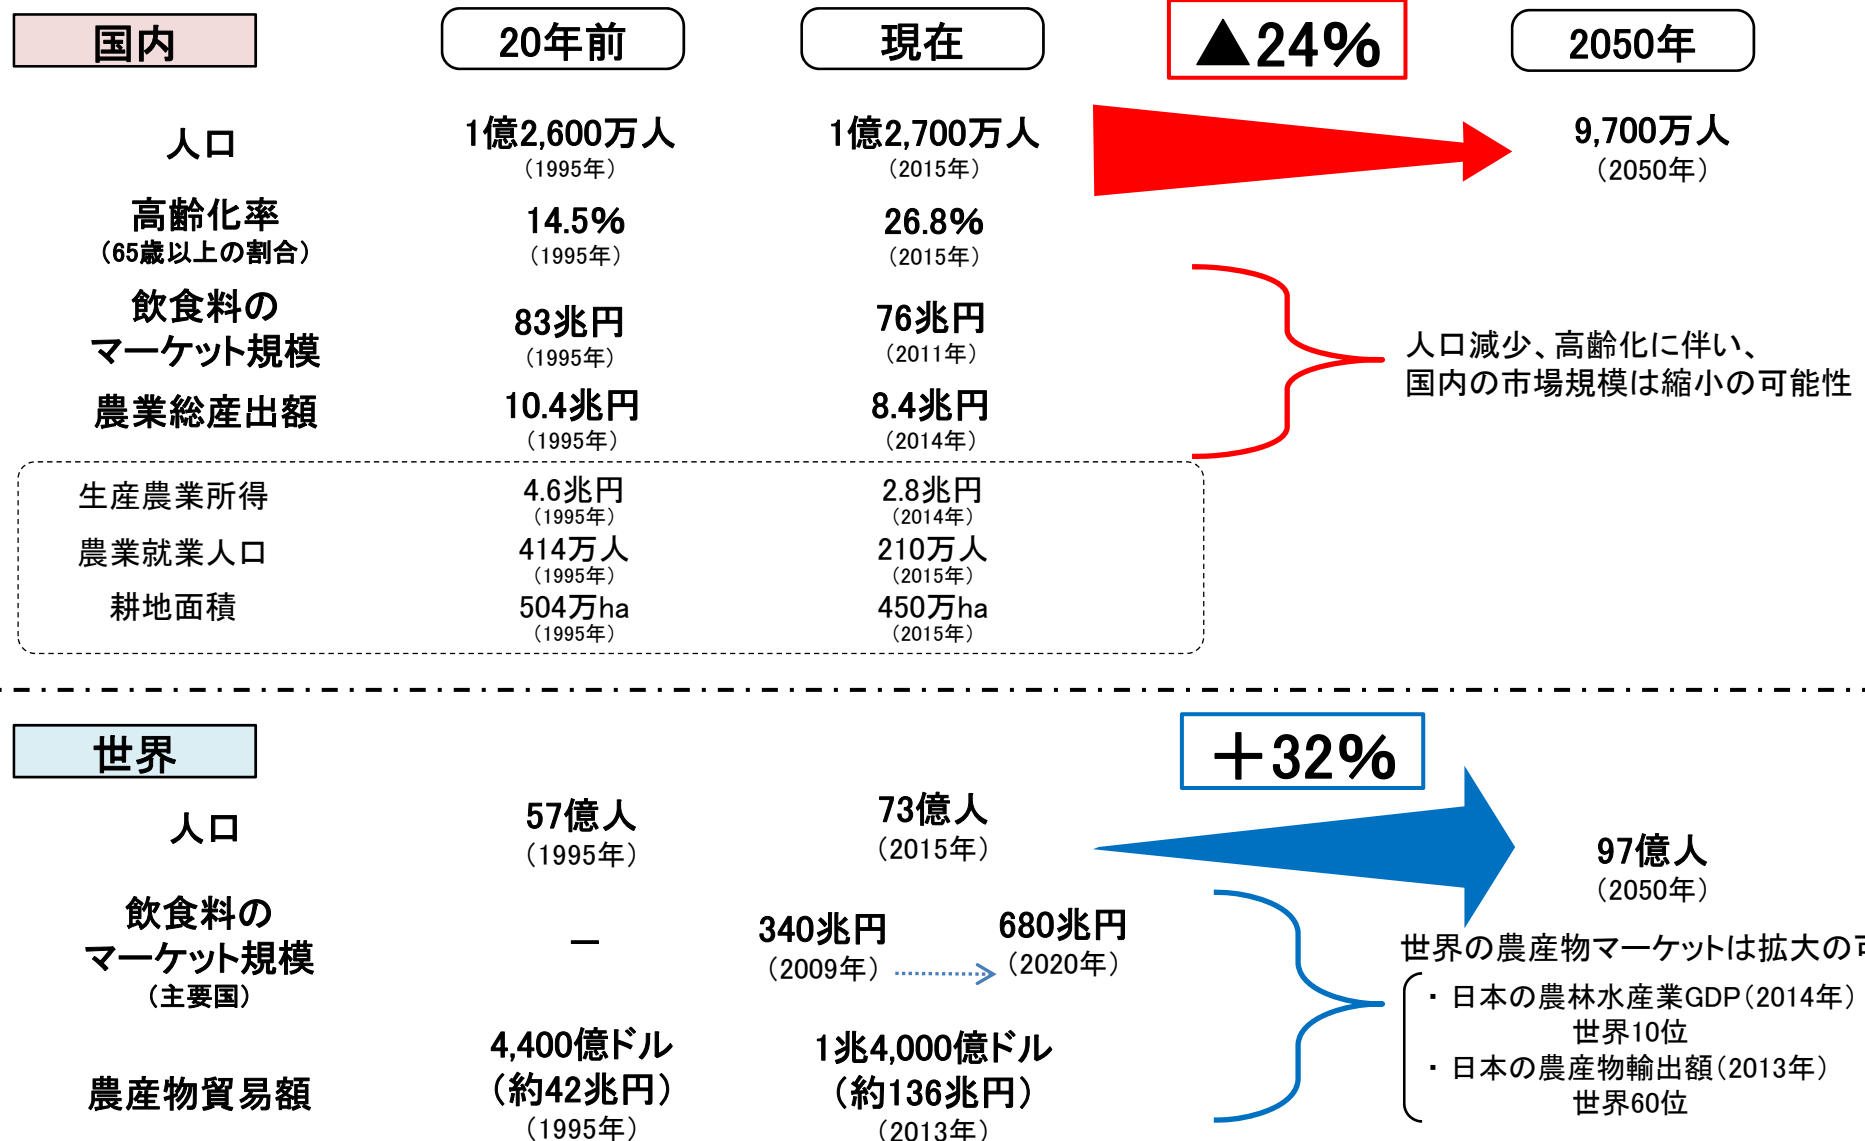 国内
20年前
現在
▲24%
2050年
人口
1億2,600万人
(1995年)
1億2,700万人
(2015年)
9,700万人
(2050年)
高齢化率
(65歳以上の割合)
14.5%
(1995年)
26.8%
(2015年)
飲食料の
マーケット規模
83兆円
(1995年)
76兆円
(2011年)
人口減少、高齢化に伴い、
国内の市場規模は縮小の可能性
農業総産出額
10.4兆円
(1995年)
8.4兆円
(2014年)
生産農業所得
4.6兆円
(1995年)
2.8兆円
(2014年)
農業就業人口
414万人
(1995年)
210万人
(2015年)
耕地面積
504万ha
(1995年)
450万ha
(2015年)
世界
+32%
人口
57億人
(1995年)
73億人
(2015年)
97億人
(2050年)
飲食料の
マーケット規模
(主要国)
－
340兆円
(2009年)
680兆円
(2020年)
世界の農産物マーケットは拡大の
・ 日本の農林水産業GDP(2014年)
世界10位
・ 日本の農産物輸出額(2013年)
世界60位
農産物貿易額
4,400億ドル
(約42兆円)
(1995年)
1兆4,000億ドル
(約136兆円)
(2013年)